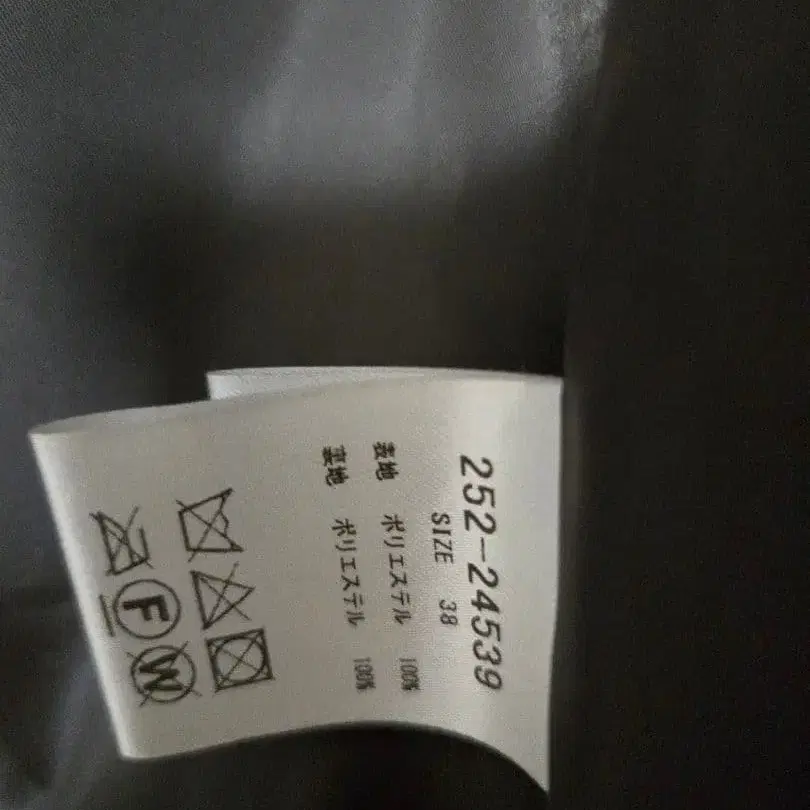 252-24539
SIZE 38
表地 ポリエステル 100%
裏地 ポリエステル 100%
F W